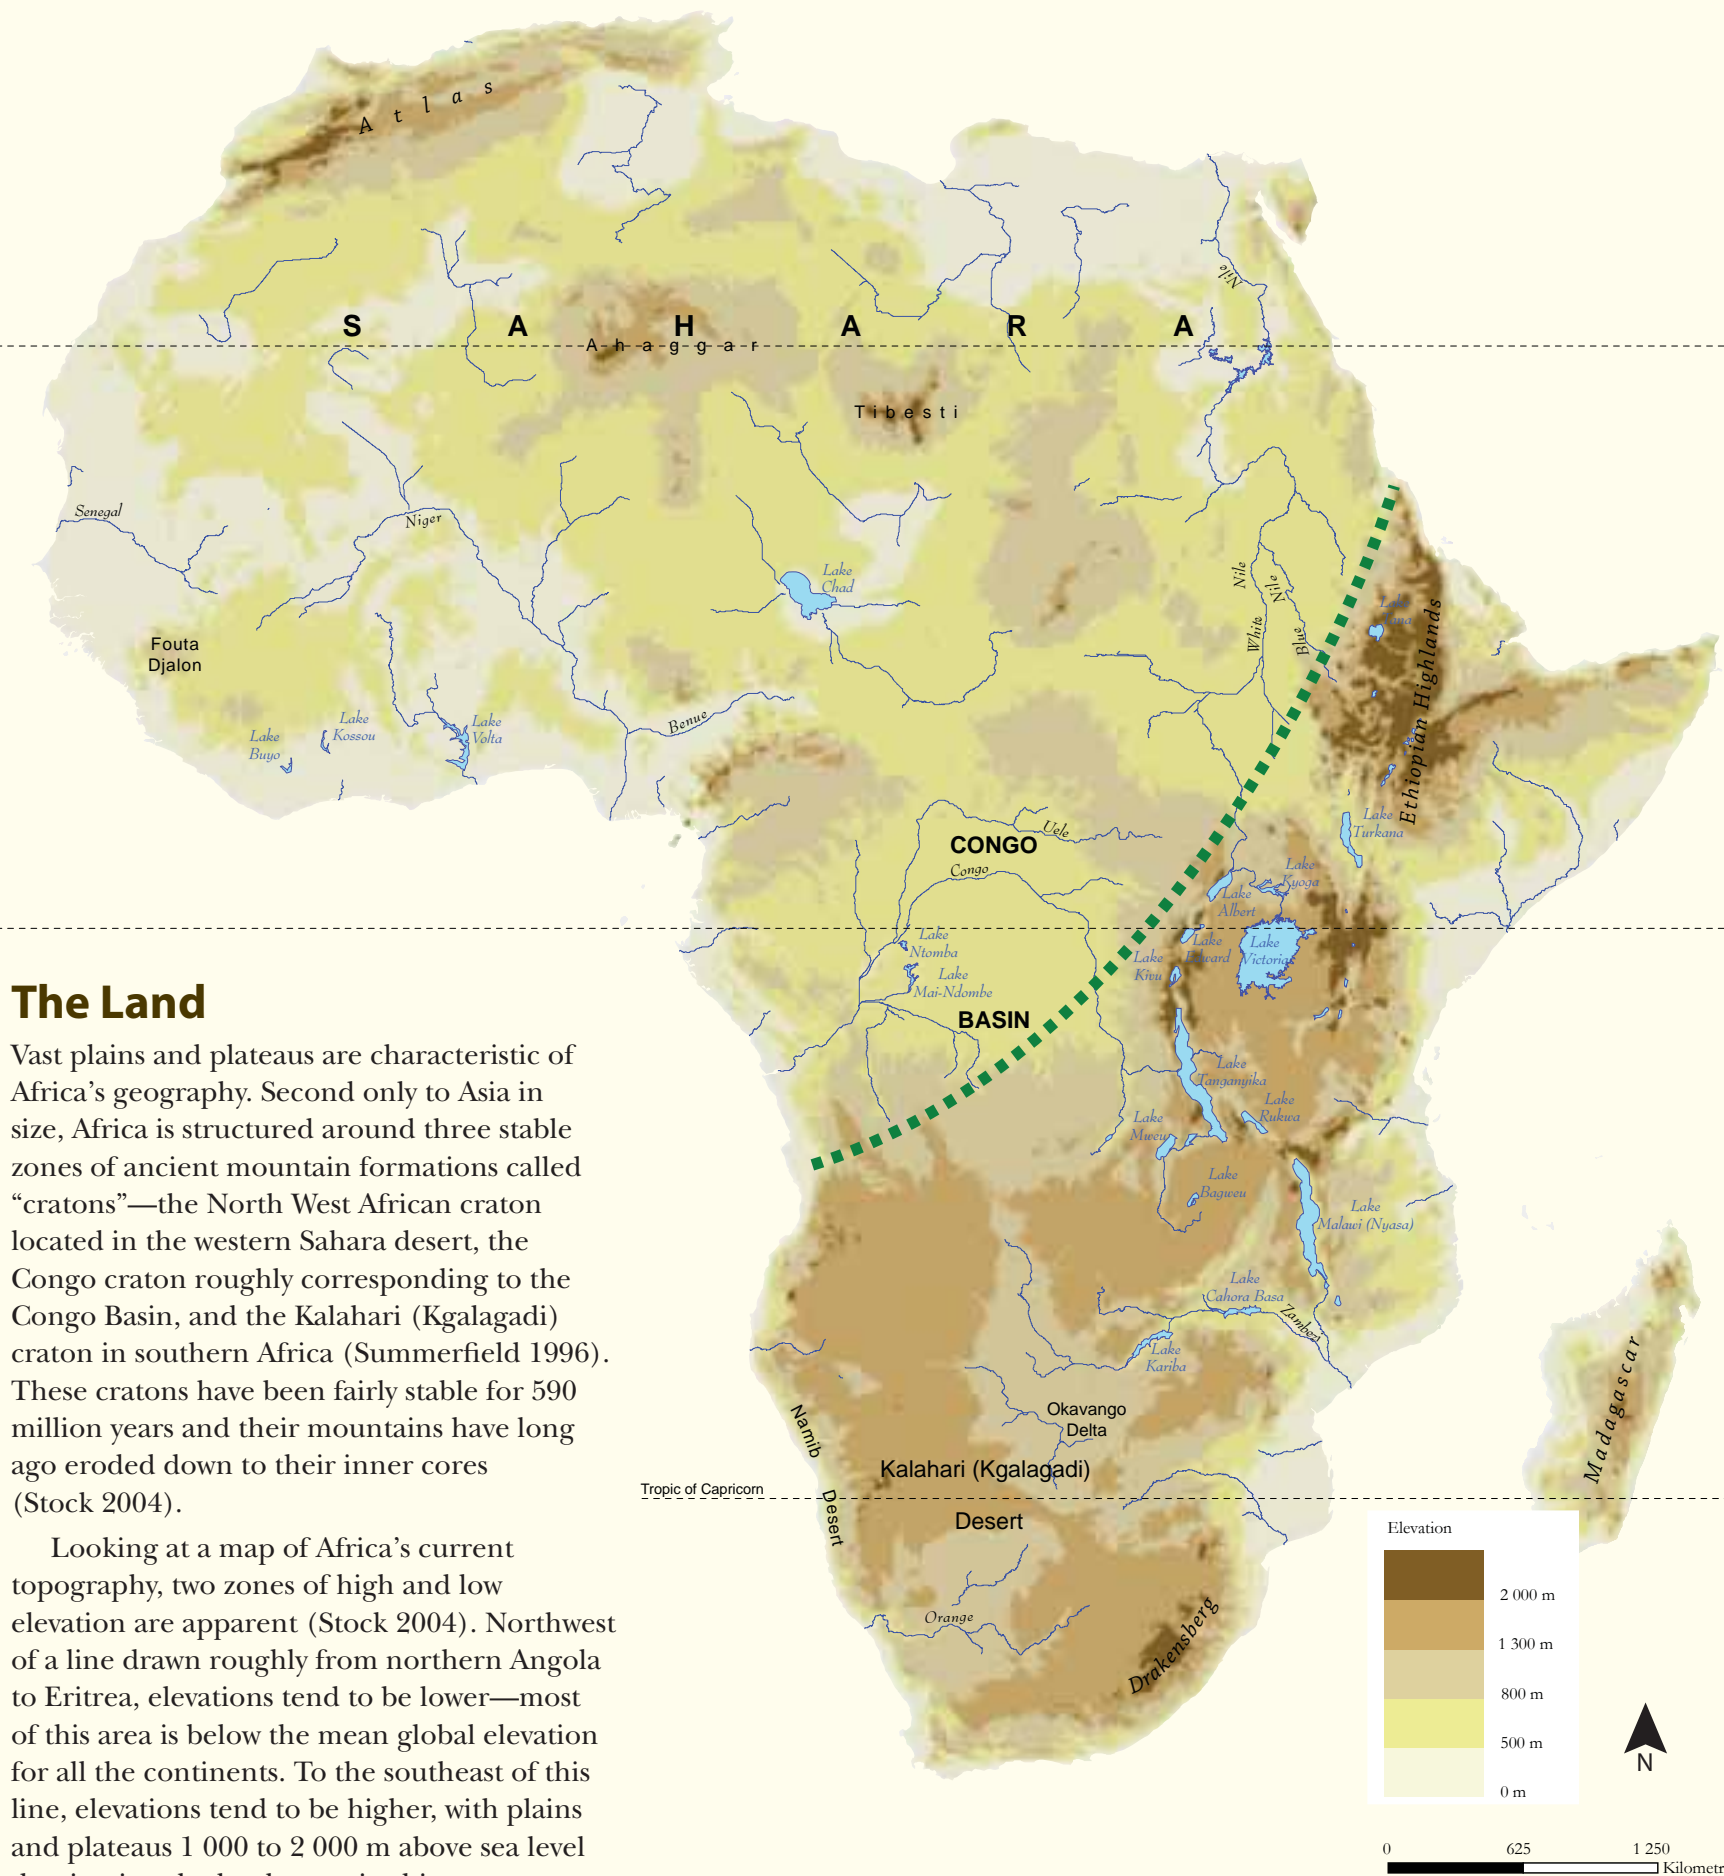 Atlas
SAHARA
Ahaggar
Tibesti
Nile
Senegal
Niger
Lake
Chad
Nile
Nile
White
Blue
Lake
Tana
Ethiopian Highlands
Fouta
Djalon
Lake
Buyo
Lake
Kossou
Lake
Volta
Benue
CONGO
Uele
Congo
Lake
Turkana
Lake
Kyoga
Lake
Albert
Lake
Ntomba
Lake
Mai-Ndombe
Lake
Kivu
Lake
Edward
Lake
Victoria
BASIN
Lake
Tanganyika
Lake
Rukwa
Lake
Mweu
Lake
Bagweu
Lake
Malawi (Nyasa)
Lake
Cahora Basa
Zambezi
Lake
Kariba
Okavango
Delta
Namib
Desert
Kalahari (Kgalagadi)
Desert
Tropic of Capricorn
Orange
Drakensberg
Madagascar
The Land
Vast plains and plateaus are characteristic of
Africa’s geography. Second only to Asia in
size, Africa is structured around three stable
zones of ancient mountain formations called
“cratons”—the North West African craton
located in the western Sahara desert, the
Congo craton roughly corresponding to the
Congo Basin, and the Kalahari (Kgalagadi)
craton in southern Africa (Summerfield 1996).
These cratons have been fairly stable for 590
million years and their mountains have long
ago eroded down to their inner cores
(Stock 2004).
Looking at a map of Africa’s current
topography, two zones of high and low
elevation are apparent (Stock 2004). Northwest
of a line drawn roughly from northern Angola
to Eritrea, elevations tend to be lower—most
of this area is below the mean global elevation
for all the continents. To the southeast of this
line, elevations tend to be higher, with plains
and plateaus 1 000 to 2 000 m above sea level
Elevation
2 000 m
1 300 m
800 m
500 m
0 m
N
0 625 1 250
Kilometr